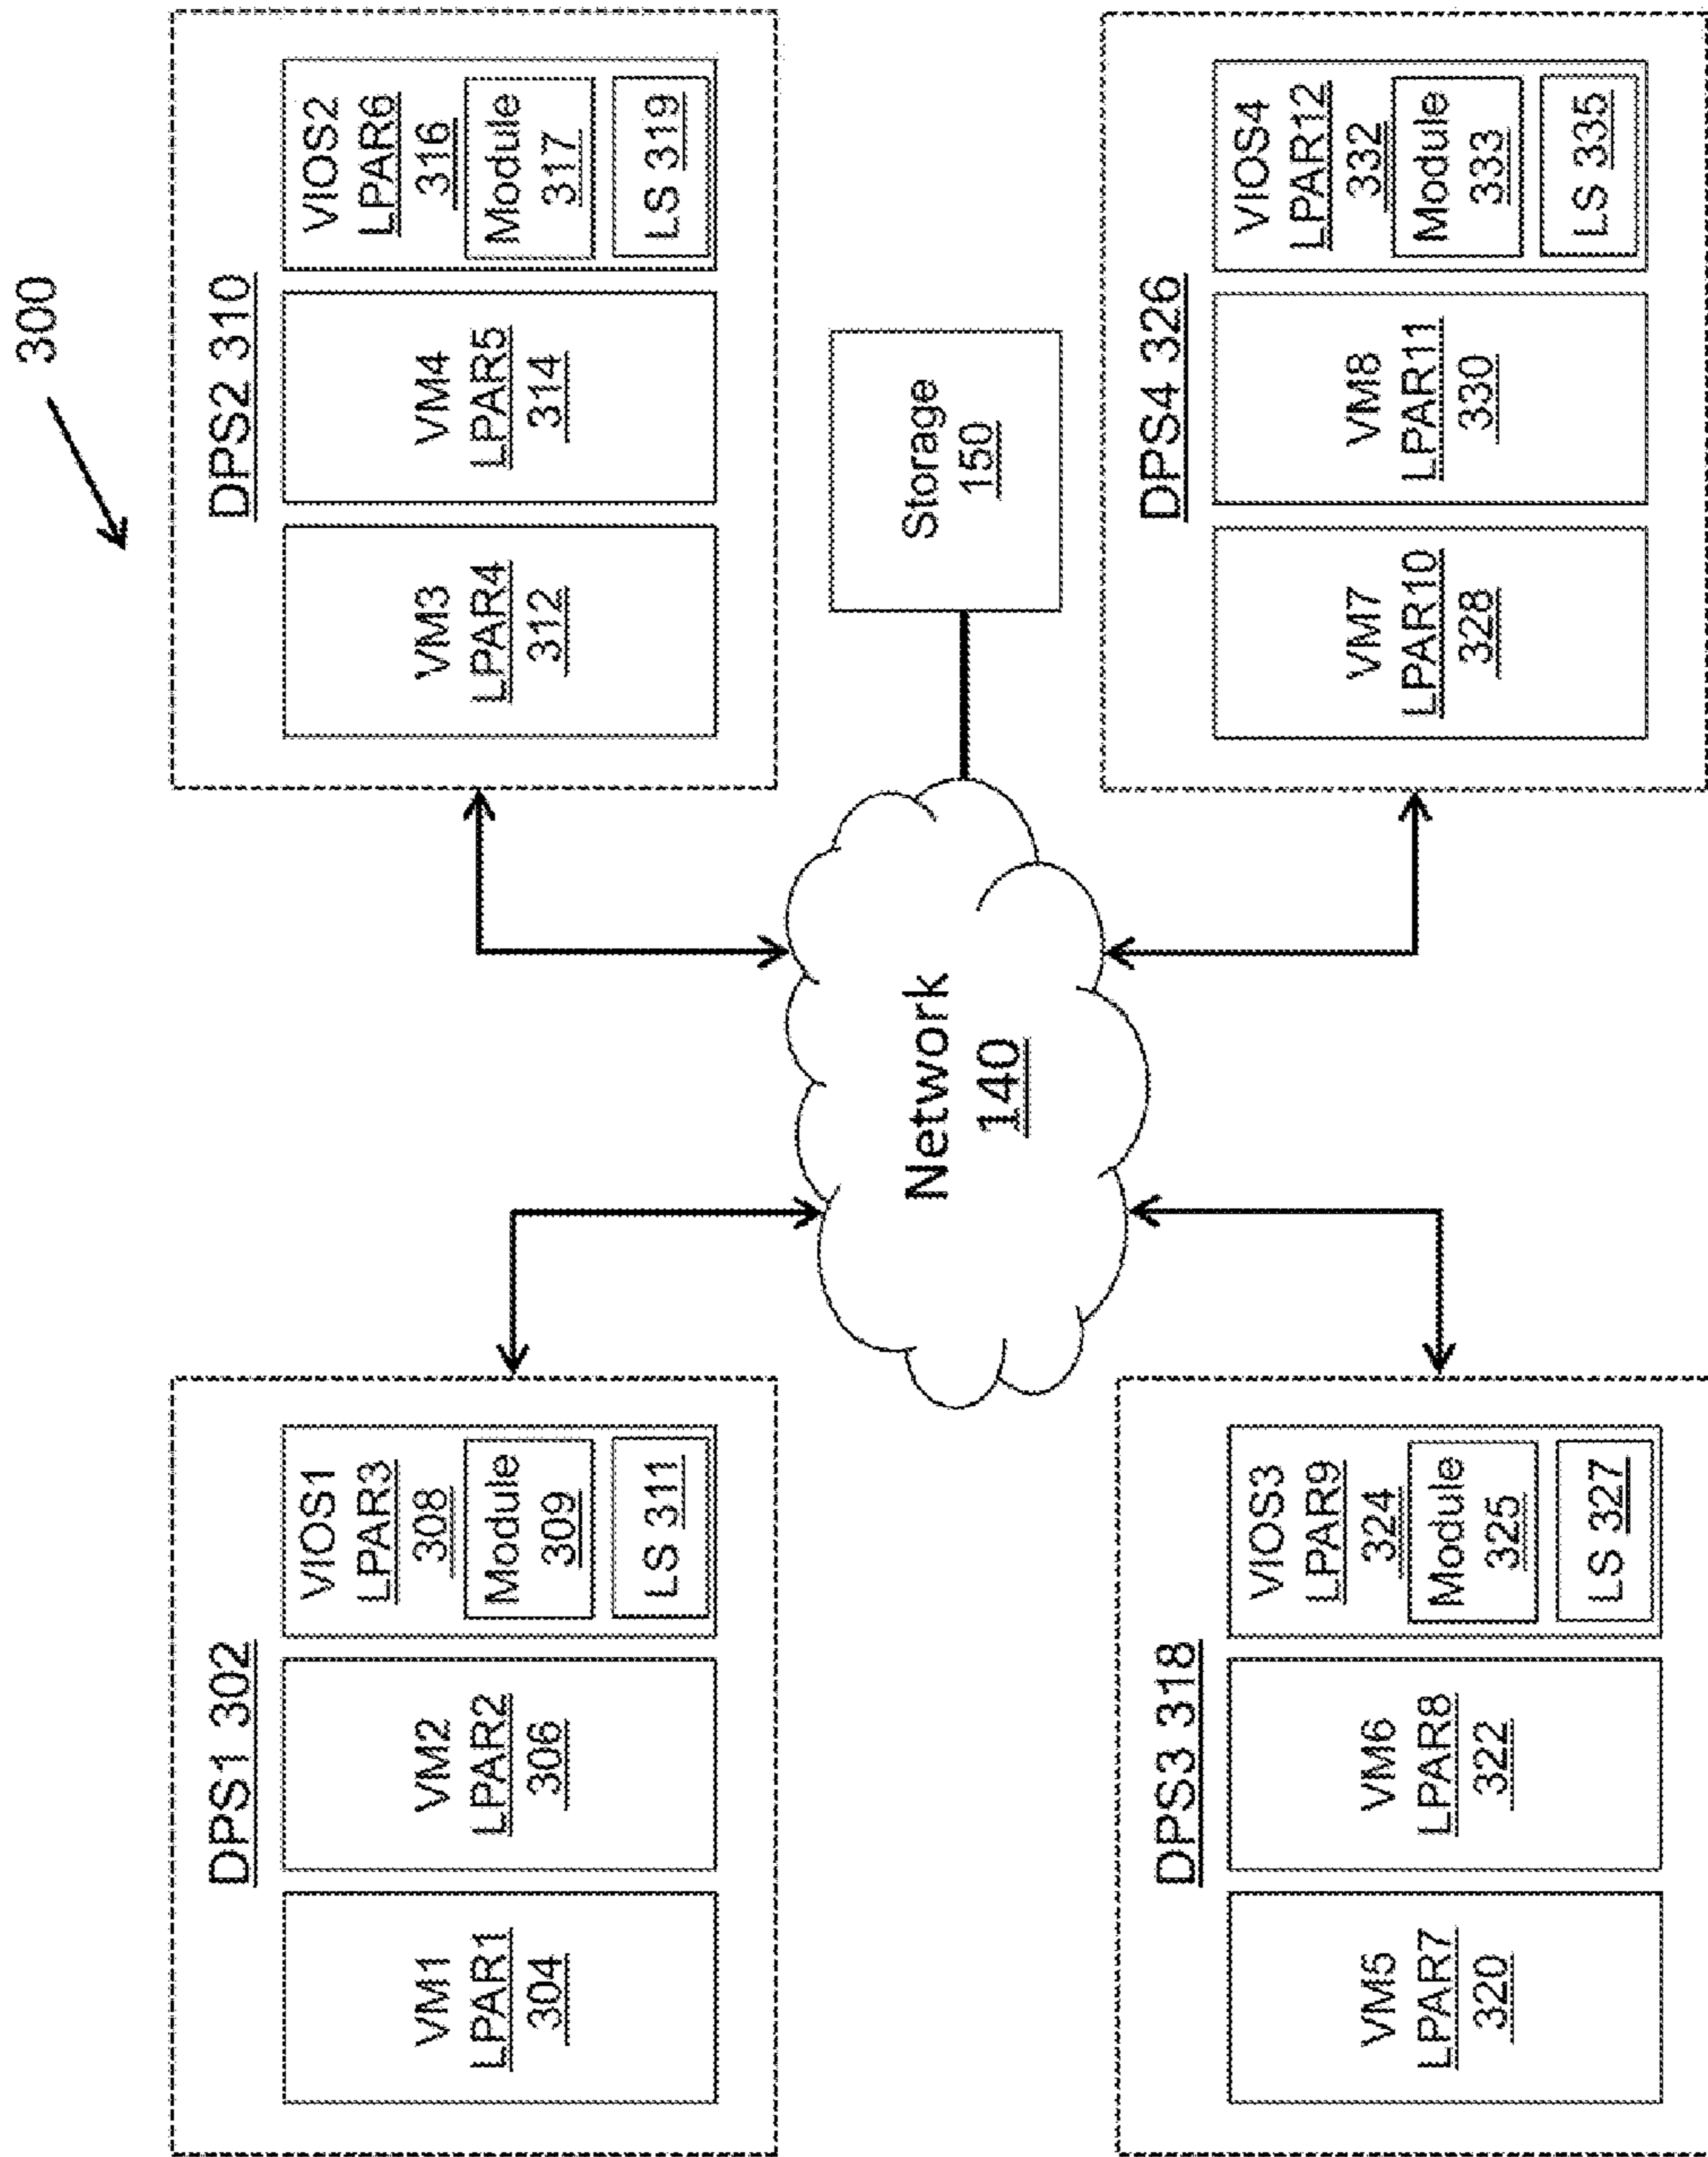 300
DPS1 302
VM1
LPAR1
304
VM2
LPAR2
306
VIOS1
LPAR3
308
Module
309
LS 311
DPS2 310
VM3
LPAR4
312
VM4
LPAR5
314
VIOS2
LPAR6
316
Module
317
LS 319
Network
140
Storage
150
DPS3 318
VM5
LPAR7
320
VM6
LPAR8
322
VIOS3
LPAR9
324
Module
325
LS 327
DPS4 326
VM7
LPAR10
328
VM8
LPAR11
330
VIOS4
LPAR12
332
Module
333
LS 335